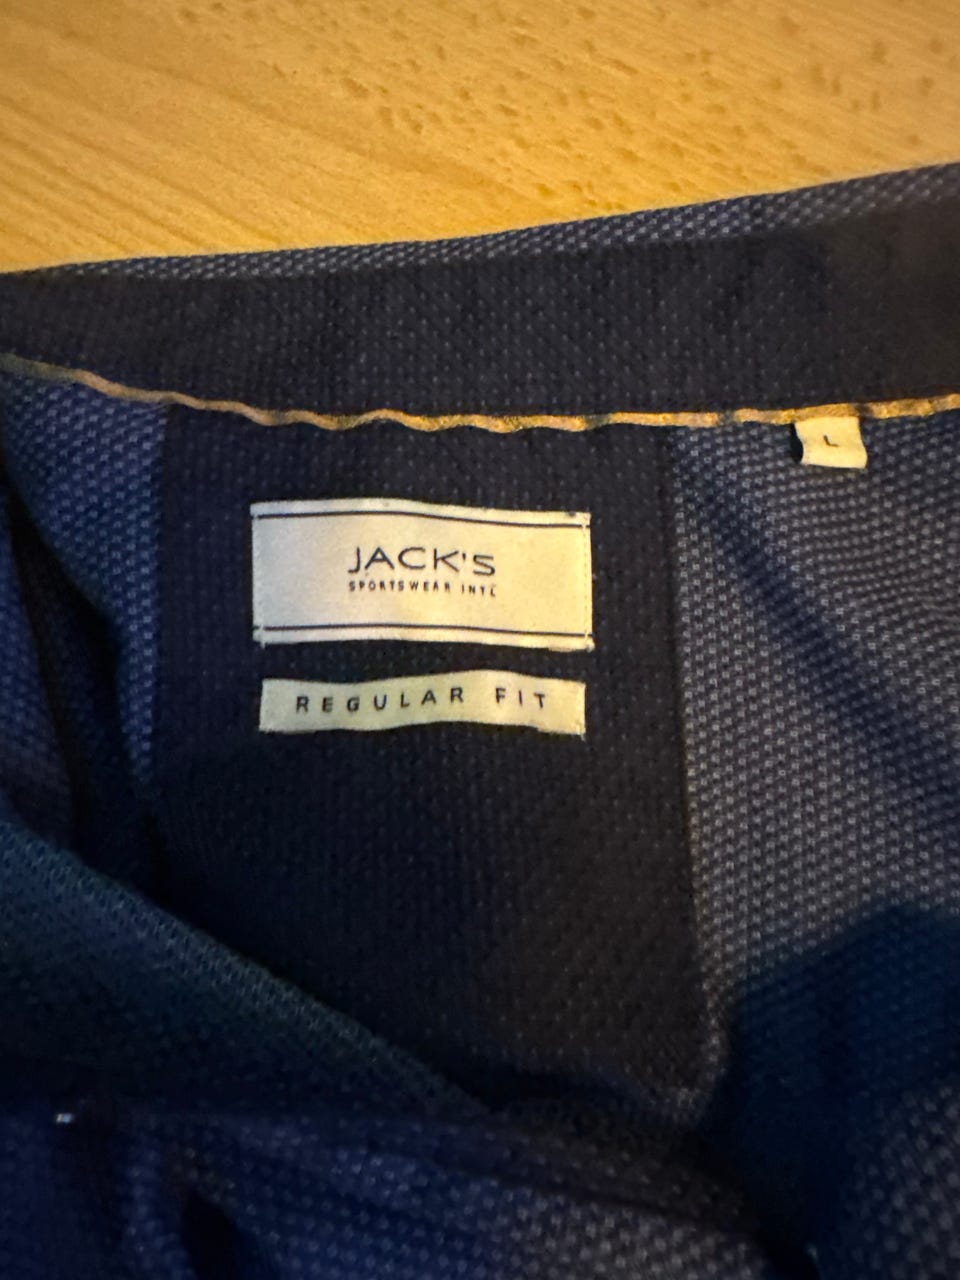 L
JACK'S
SPORTSWEAR INTL
REGULAR FIT